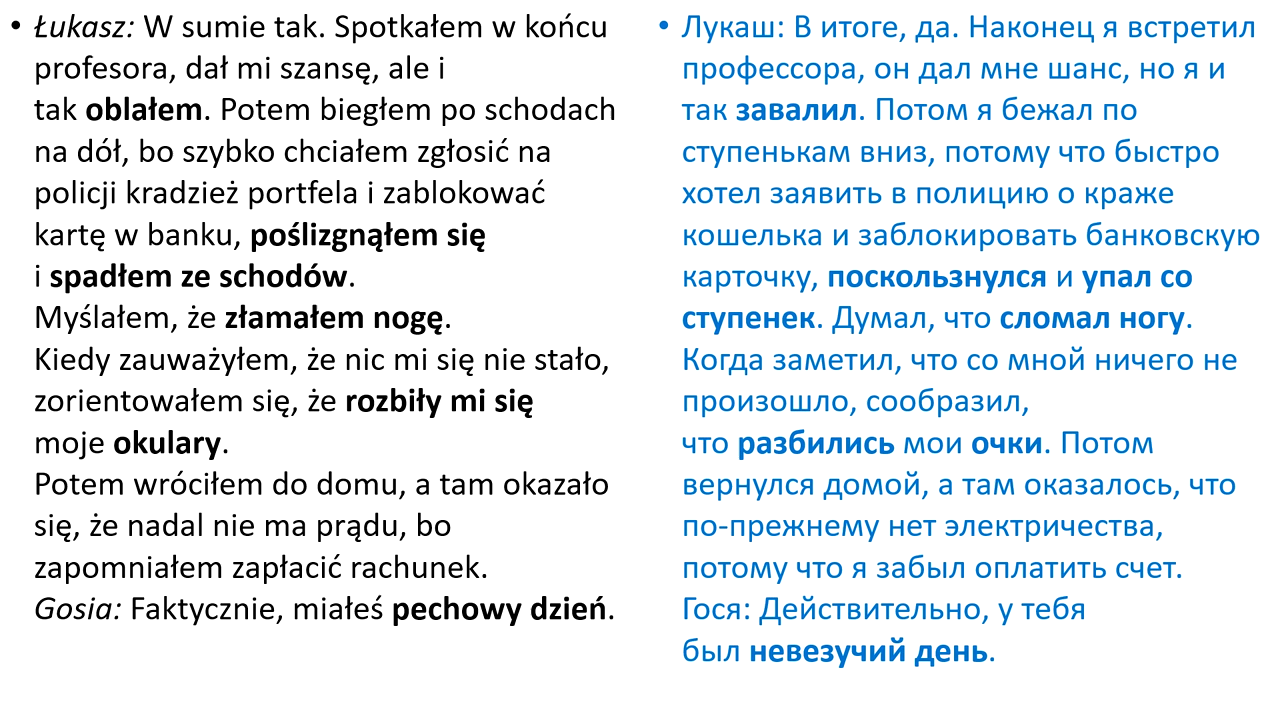 • Łukasz: W sumie tak. Spotkałem w końcu
profesora, dał mi szansę, ale i
tak oblałem. Potem biegłem po schodach
na dół, bo szybko chciałem zgłosić na
policji kradzież portfela i zablokować
kartę w banku, poślizgnąłem się
i spadłem ze schodów.
Myślałem, że złamałem nogę.
Kiedy zauważyłem, że nic mi się nie stało,
zorientowałem się, że rozbiły mi się
moje okulary.
Potem wróciłem do domu, a tam okazało
się, że nadal nie ma prądu, bo
zapomniałem zapłacić rachunek.
Gosia: Faktycznie, miałeś pechowy dzień.
• Лукаш: В итоге, да. Наконец я встретил
профессора, он дал мне шанс, но я и
так завалил. Потом я бежал по
ступенькам вниз, потому что быстро
хотел заявить в полицию о краже
кошелька и заблокировать банковскую
карточку, поскользнулся и упал со
ступенек. Думал, что сломал ногу.
Когда заметил, что со мной ничего не
произошло, сообразил,
что разбились мои очки. Потом
вернулся домой, а там оказалось, что
по-прежнему нет электричества,
потому что я забыл оплатить счет.
Гося: Действительно, у тебя
был невезучий день.